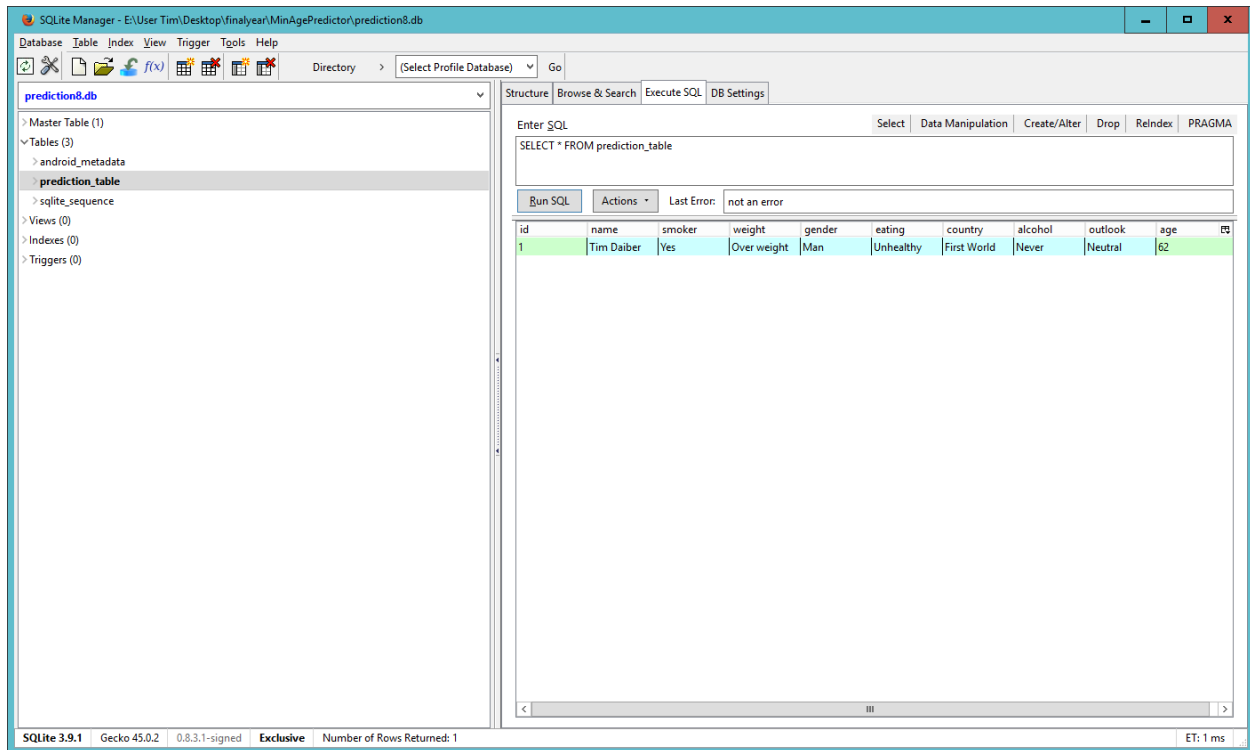 SQLite Manager - E:\User Tim\Desktop\finalyear\MinAgePredictor\prediction8.db
Database Table Index View Trigger Tools Help
f(x) Directory > (Select Profile Database) Go
prediction8.db
Master Table (1)
Tables (3)
android_metadata
prediction_table
sqlite_sequence
Views (0)
Indexes (0)
Triggers (0)
Structure Browse & Search Execute SQL DB Settings
Enter SQL Select Data Manipulation Create/Alter Drop ReIndex PRAGMA
SELECT * FROM prediction_table
Run SQL Actions Last Error: not an error
id name smoker weight gender eating country alcohol outlook age
1 Tim Daiber Yes Over weight Man Unhealthy First World Never Neutral 62
SQLite 3.9.1 Gecko 45.0.2 0.8.3.1-signed Exclusive Number of Rows Returned: 1 ET: 1 ms